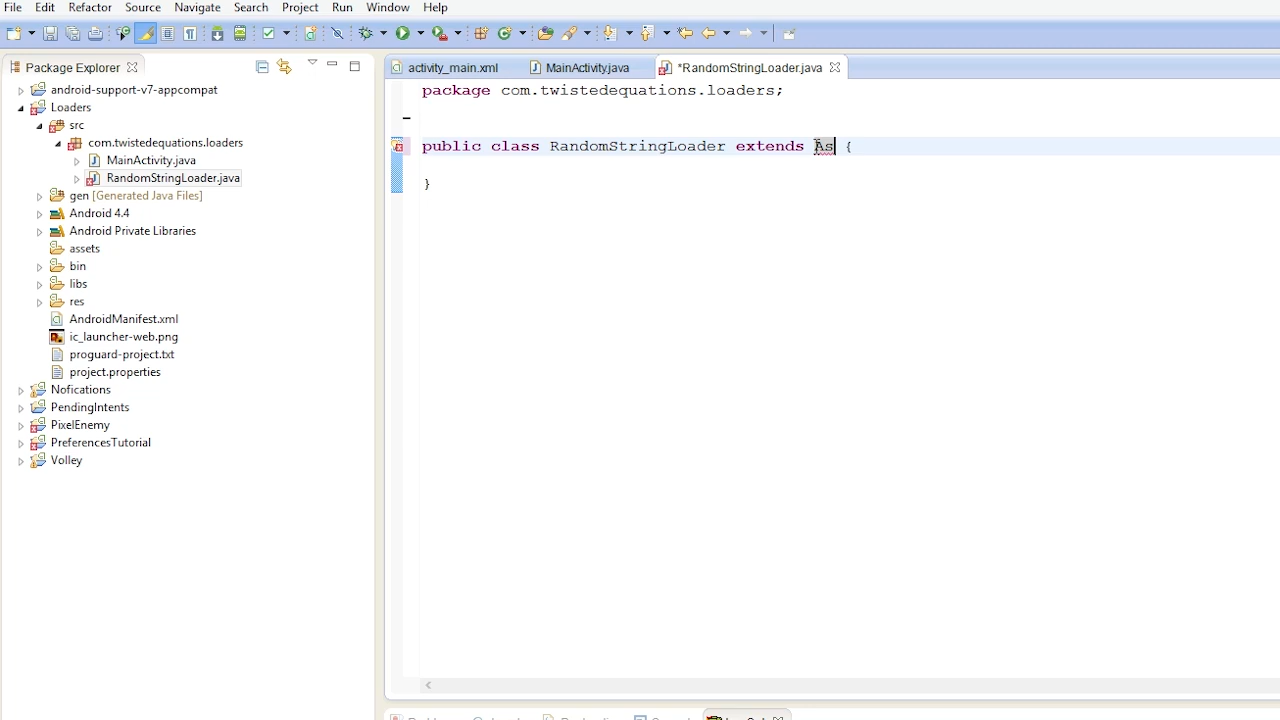 File Edit Refactor Source Navigate Search Project Run Window Help
Package Explorer
activity_main.xml MainActivity.java *RandomStringLoader.java
android-support-v7-appcompat
Loaders
src
com.twistedequations.loaders
MainActivity.java
RandomStringLoader.java
gen [Generated Java Files]
Android 4.4
Android Private Libraries
assets
bin
libs
res
AndroidManifest.xml
ic_launcher-web.png
proguard-project.txt
project.properties
Nofications
PendingIntents
PixelEnemy
PreferencesTutorial
Volley
package com.twistedequations.loaders;
public class RandomStringLoader extends As {
}